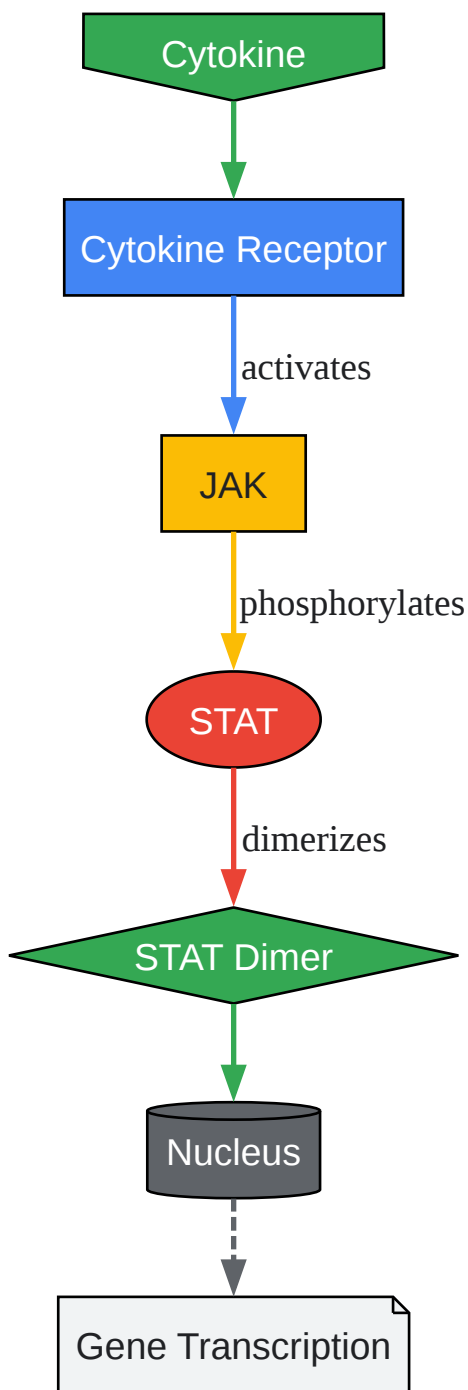 Cytokine
Cytokine Receptor
activates
JAK
phosphorylates
STAT
dimerizes
STAT Dimer
Nucleus
Gene Transcription